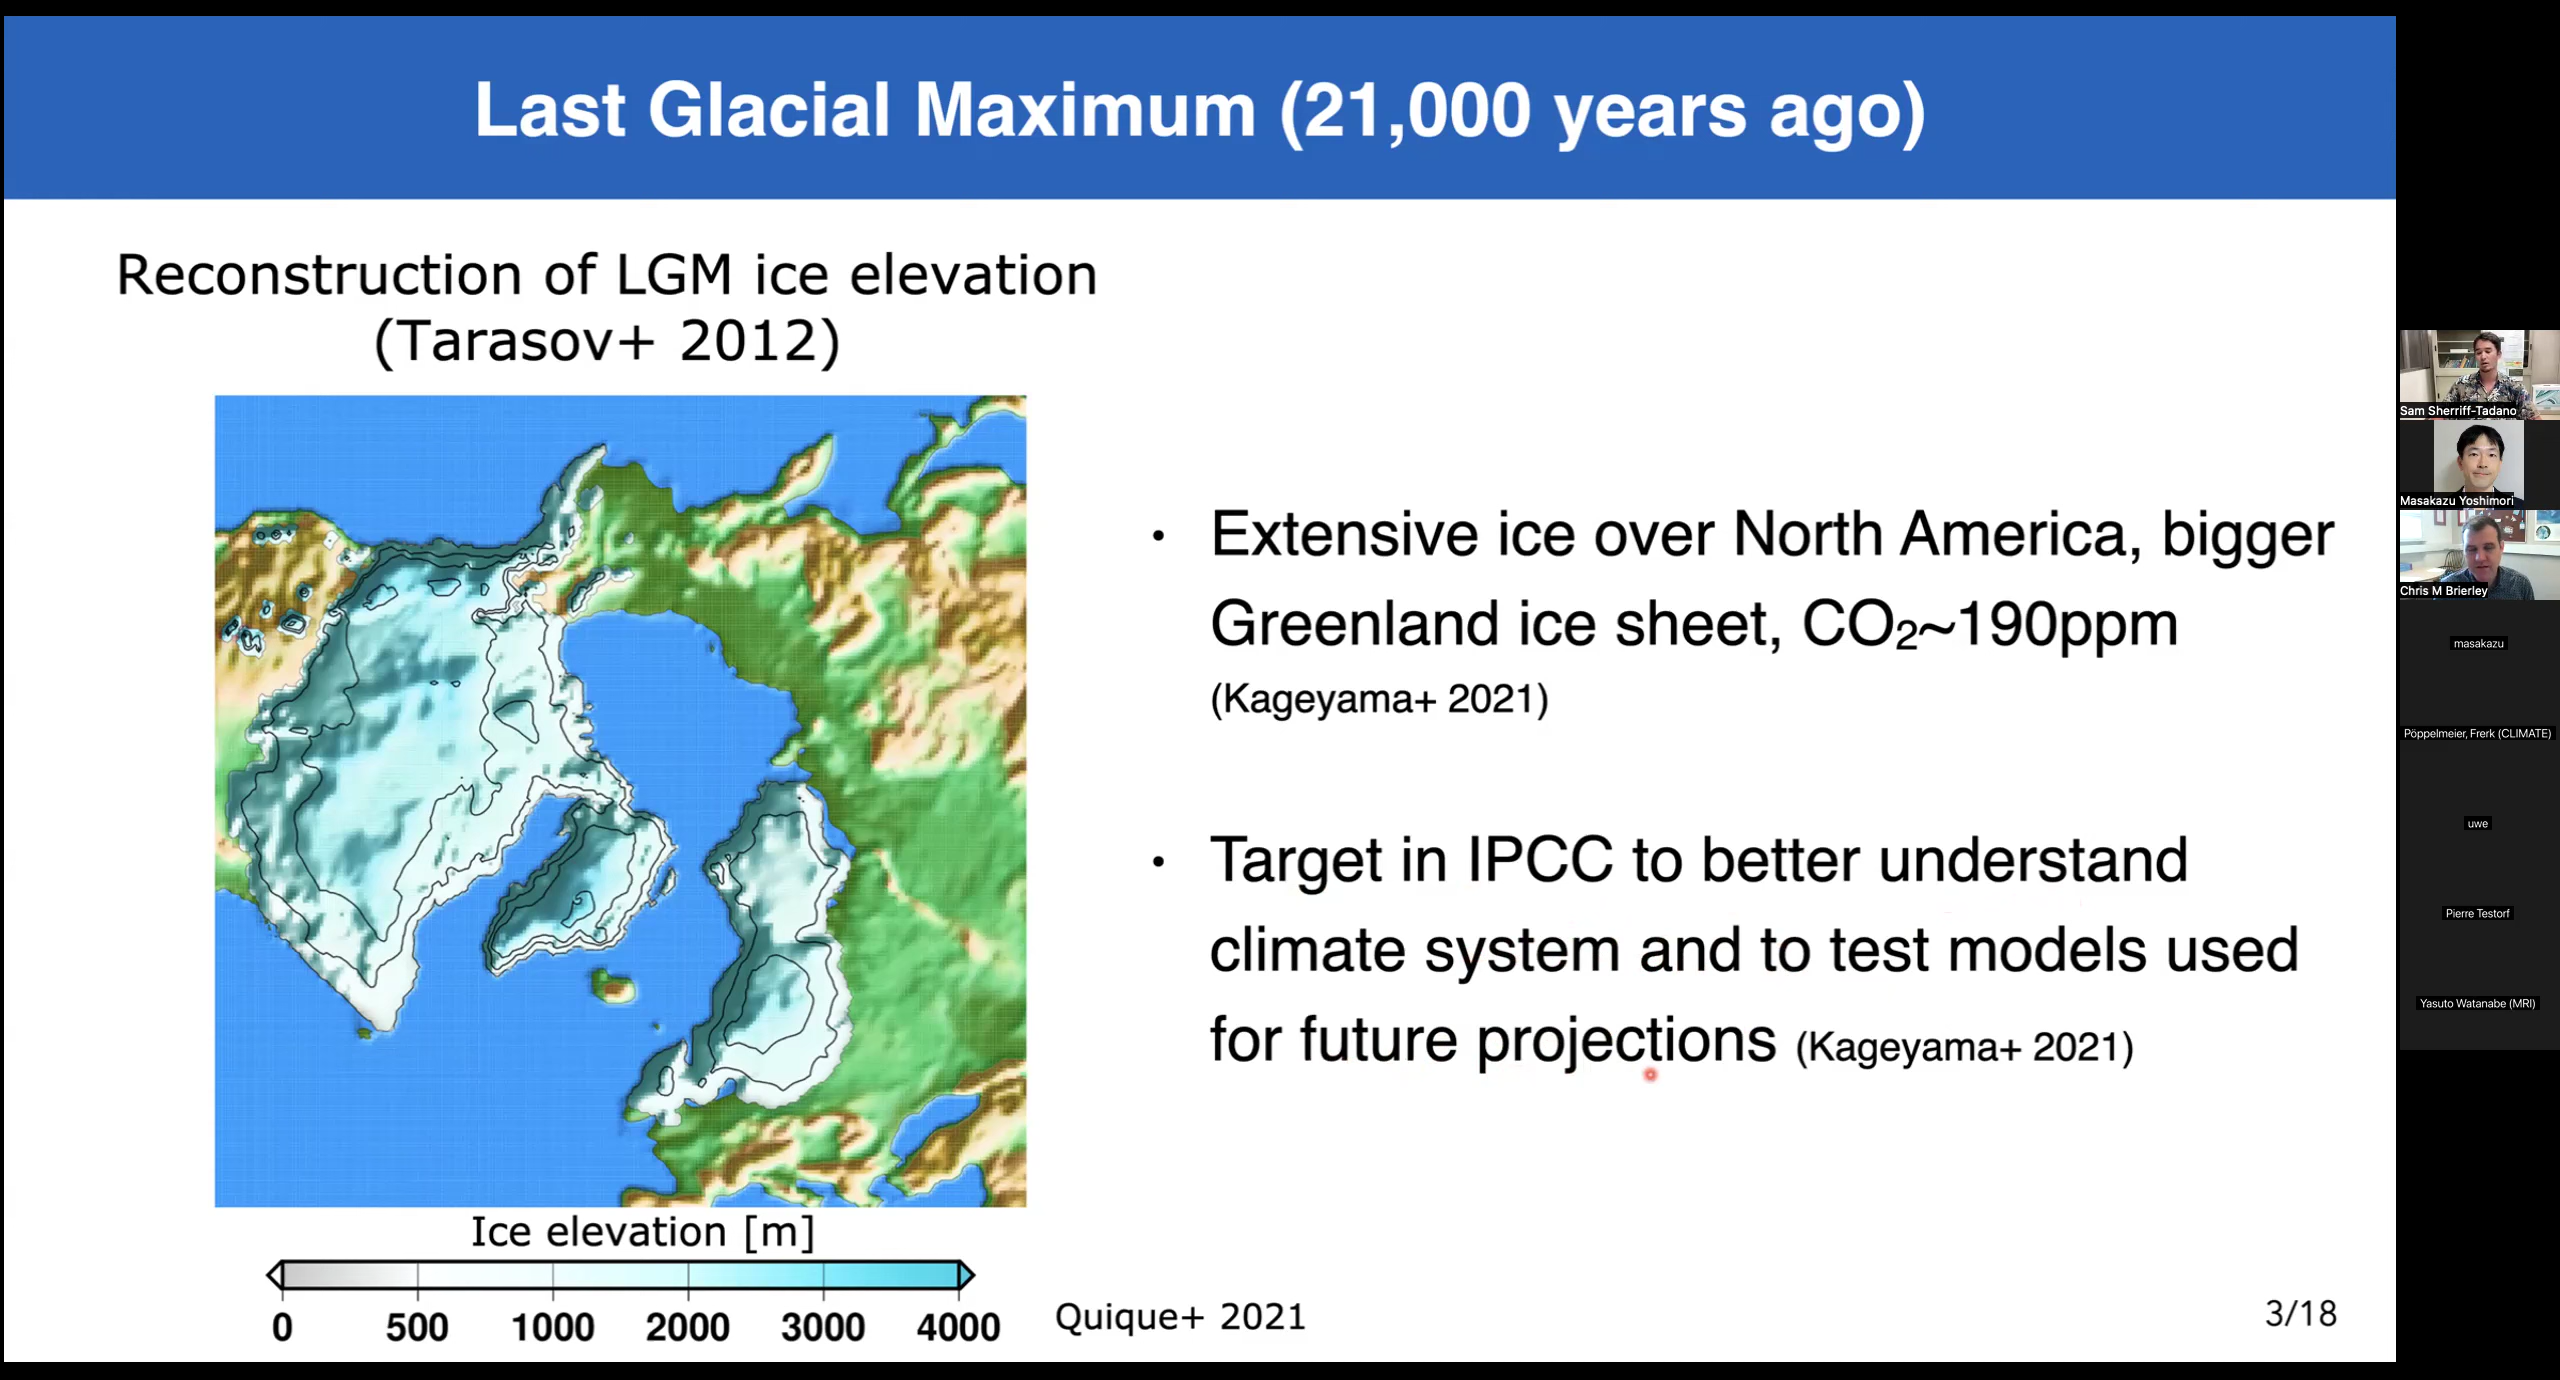 Last Glacial Maximum (21,000 years ago)
Reconstruction of LGM ice elevation
(Tarasov+ 2012)
• Extensive ice over North America, bigger
Greenland ice sheet, CO₂~190ppm
(Kageyama+ 2021)
• Target in IPCC to better understand
climate system and to test models used
for future projections (Kageyama+ 2021)
Ice elevation [m]
0 500 1000 2000 3000 4000
Quique+ 2021
3/18
Sam Sherriff-Tadano
Masakazu Yoshimori
Chris M Brierley
masakazu
Pöppelmeier, Frerk (CLIMATE)
uwe
Pierre Testorf
Yasuto Watanabe (MRI)